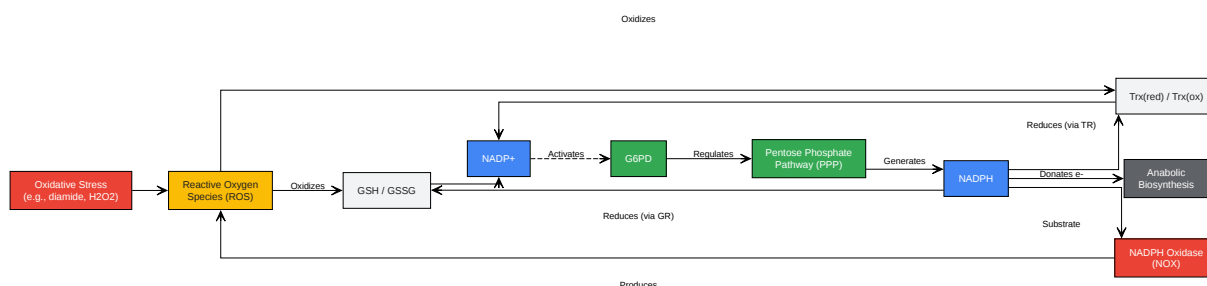 Oxidizes
Trx(red) / Trx(ox)
Reduces (via TR)
NADP+
Activates
G6PD
Regulates
Pentose Phosphate
Pathway (PPP)
Generates
NADPH
Donates e-
Anabolic
Biosynthesis
Oxidative Stress
(e.g., diamide, H2O2)
Reactive Oxygen
Species (ROS)
Oxidizes
GSH / GSSG
Reduces (via GR)
Substrate
NADPH Oxidase
(NOX)
Produces